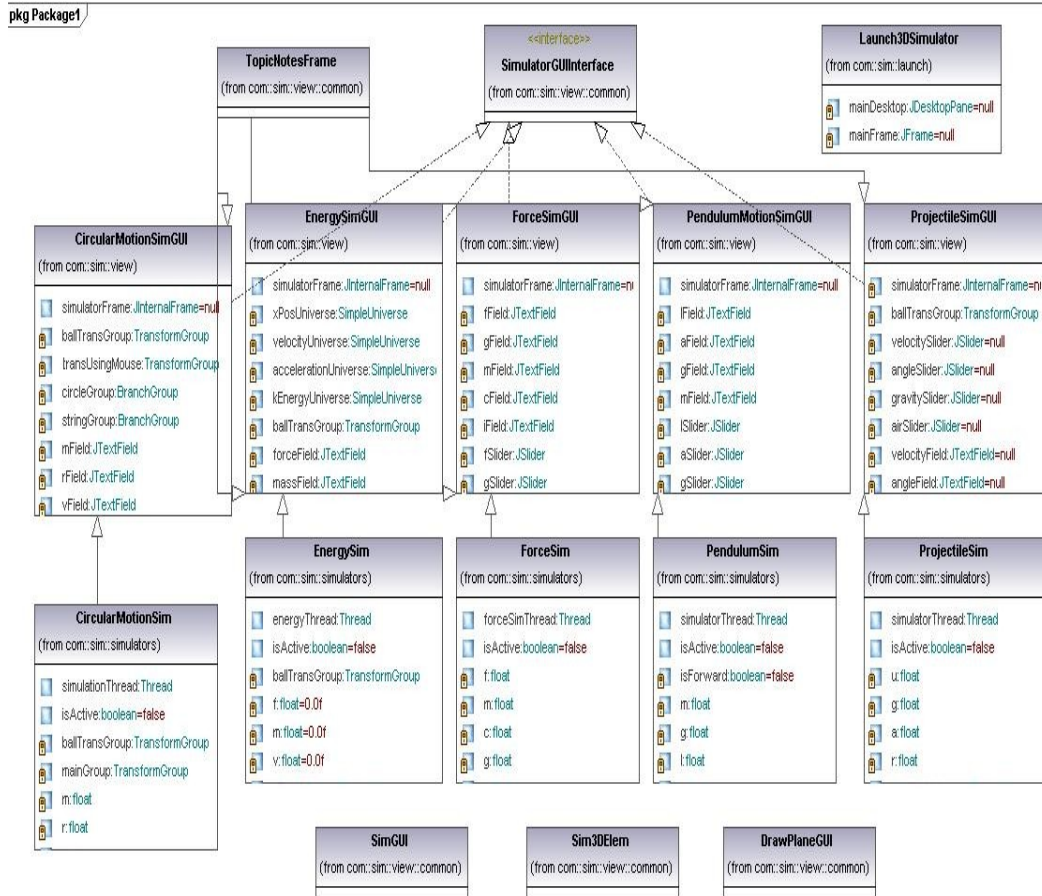 pkg Package1
TopicNotesFrame
(from com::sim::view::common)
<<interface>>
SimulatorGUIInterface
(from com::sim::view::common)
Launch3DSimulator
(from com::sim::launch)
mainDesktop:JDesktopPane=null
mainFrame:JFrame=null
CircularMotionSimGUI
(from com::sim::view)
simulatorFrame:JInternalFrame=null
ballTransGroup:TransformGroup
transUsingMouse:TransformGroup
circleGroup:BranchGroup
stringGroup:BranchGroup
mField:JTextField
rField:JTextField
vField:JTextField
EnergySimGUI
(from com::sim::view)
simulatorFrame:JInternalFrame=null
xPosUniverse:SimpleUniverse
velocityUniverse:SimpleUniverse
accelerationUniverse:SimpleUniverse
kEnergyUniverse:SimpleUniverse
ballTransGroup:TransformGroup
forceField:JTextField
massField:JTextField
ForceSimGUI
(from com::sim::view)
simulatorFrame:JInternalFrame=nu
fField:JTextField
gField:JTextField
mField:JTextField
cField:JTextField
lField:JTextField
fSlider:JSlider
gSlider:JSlider
PendulumMotionSimGUI
(from com::sim::view)
simulatorFrame:JInternalFrame=null
lField:JTextField
aField:JTextField
gField:JTextField
mField:JTextField
lSlider:JSlider
aSlider:JSlider
gSlider:JSlider
ProjectileSimGUI
(from com::sim::view)
simulatorFrame:JInternalFrame=nu
ballTransGroup:TransformGroup
velocitySlider:JSlider=null
angleSlider:JSlider=null
gravitySlider:JSlider=null
airSlider:JSlider=null
velocityField:JTextField=null
angleField:JTextField=null
CircularMotionSim
(from com::sim::simulators)
simulationThread:Thread
isActive:boolean=false
ballTransGroup:TransformGroup
mainGroup:TransformGroup
m:float
r:float
EnergySim
(from com::sim::simulators)
energyThread:Thread
isActive:boolean=false
ballTransGroup:TransformGroup
f:float=0.0f
m:float=0.0f
v:float=0.0f
ForceSim
(from com::sim::simulators)
forceSimThread:Thread
isActive:boolean=false
f:float
m:float
c:float
g:float
PendulumSim
(from com::sim::simulators)
simulatorThread:Thread
isActive:boolean=false
isForward:boolean=false
m:float
g:float
l:float
ProjectileSim
(from com::sim::simulators)
simulatorThread:Thread
isActive:boolean=false
u:float
g:float
a:float
r:float
SimGUI
(from com::sim::view::common)
Sim3DElem
(from com::sim::view::common)
DrawPlaneGUI
(from com::sim::view::common)